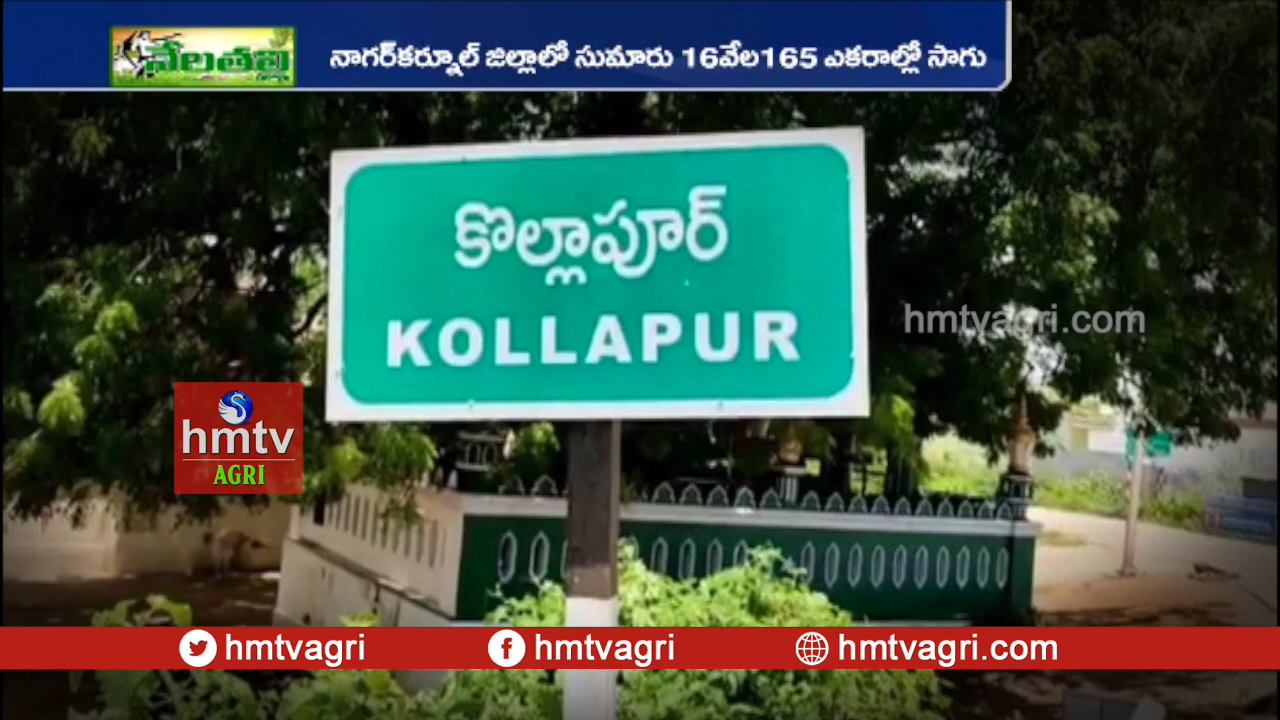 నేలతల్లి
నాగర్‌కర్నూల్ జిల్లాలో సుమారు 16వేల165 ఎకరాల్లో సాగు
కొల్లాపూర్
KOLLAPUR
hmtvagri.com
hmtv
AGRI
hmtvagri
hmtvagri
hmtvagri.com